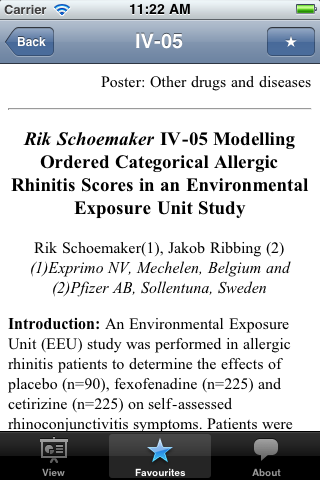 Carrier 11:22 AM
Back IV-05 ★
Poster: Other drugs and diseases
Rik Schoemaker IV-05 Modelling
Ordered Categorical Allergic
Rhinitis Scores in an Environmental
Exposure Unit Study
Rik Schoemaker(1), Jakob Ribbing (2)
(1)Exprimo NV, Mechelen, Belgium and
(2)Pfizer AB, Sollentuna, Sweden
Introduction: An Environmental Exposure
Unit (EEU) study was performed in allergic
rhinitis patients to determine the effects of
placebo (n=90), fexofenadine (n=225) and
cetirizine (n=225) on self-assessed
rhinoconjunctivitis symptoms. Patients were
View Favourites About